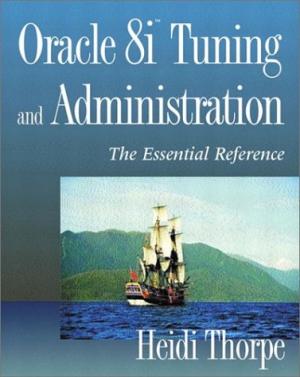 Oracle 8i™ Tuning
and Administration
The Essential Reference
Heidi Thorpe